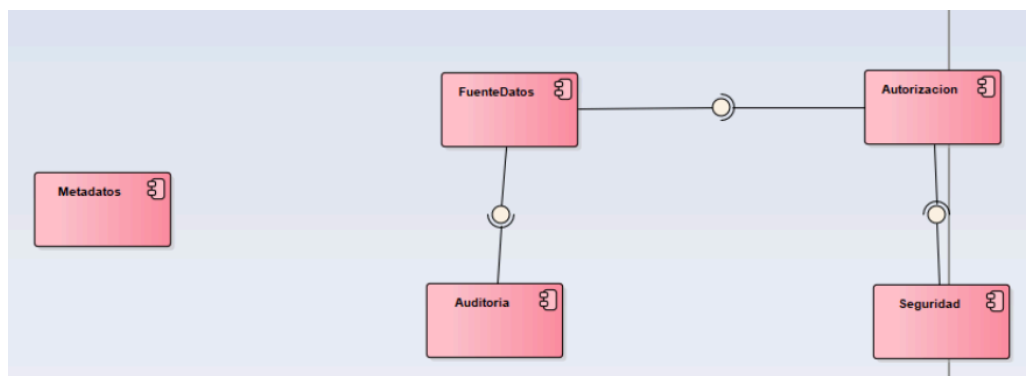 FuenteDatos
Autorizacion
Metadatos
Auditoria
Seguridad